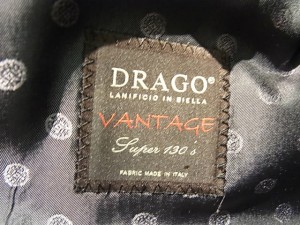 DRAGO®
LANIFICIO IN BIELLA
VANTAGE
Super 130's
FABRIC MADE IN ITALY